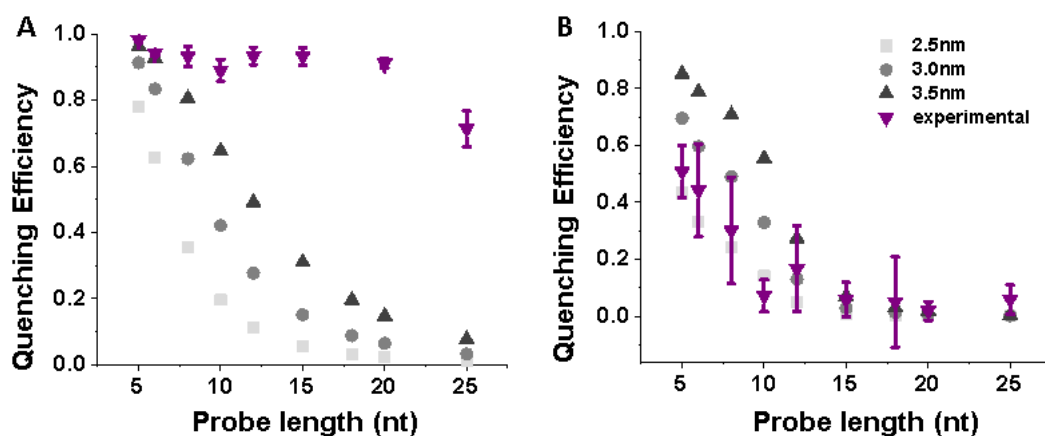 A
Quenching Efficiency
1.0
0.8
0.6
0.4
0.2
0.0
5
10
15
20
25
Probe length (nt)
B
Quenching Efficiency
1.0
0.8
0.6
0.4
0.2
0.0
5
10
15
20
25
Probe length (nt)
2.5nm
3.0nm
3.5nm
experimental